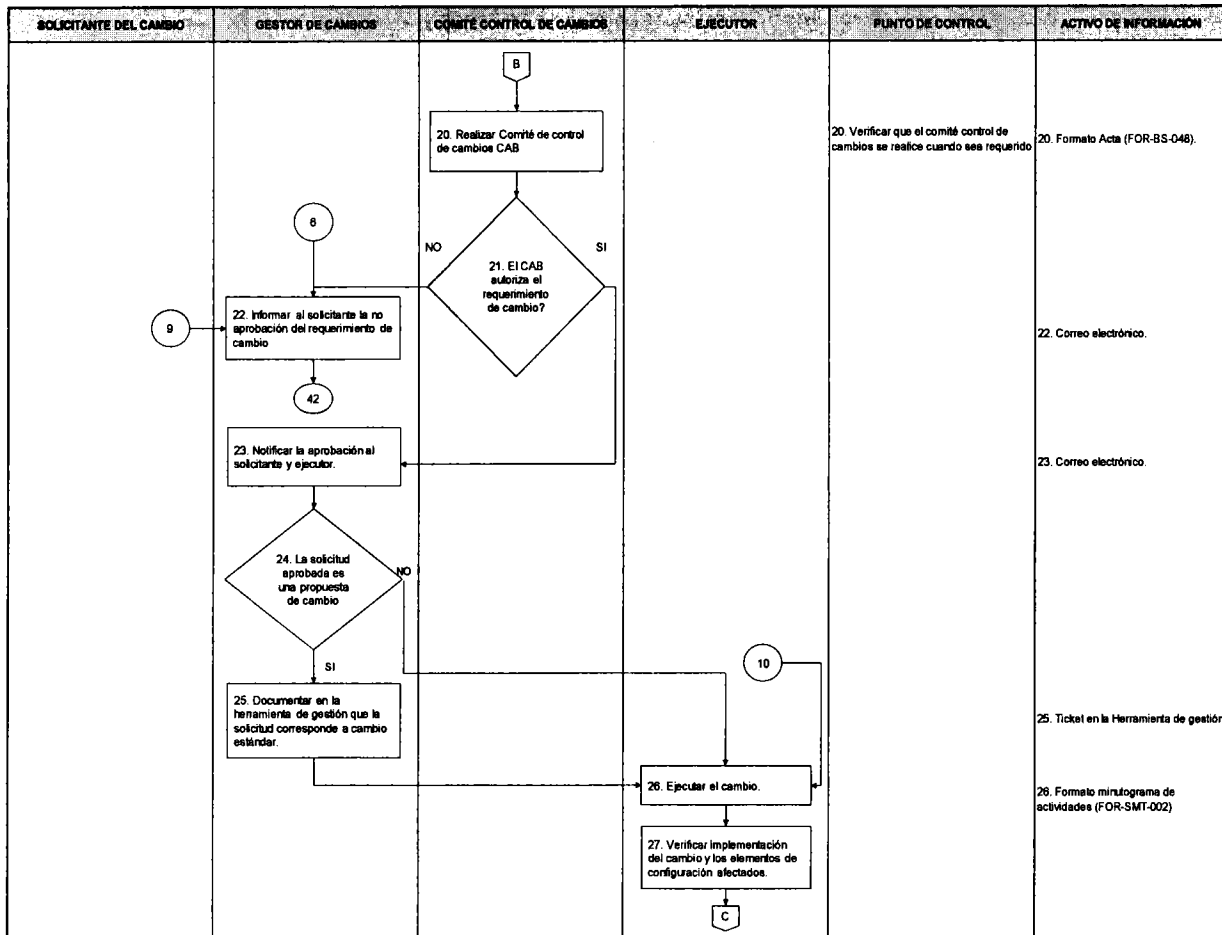 SOLICITANTE DEL CAMBIO
GESTOR DE CAMBIOS
COMITÉ CONTROL DE CAMBIOS
EJECUTOR
PUNTO DE CONTROL
ACTIVO DE INFORMACIÓN
B
20. Realizar Comité de control
de cambios CAB
20. Verificar que el comité control de
cambios se realice cuando sea requerido
20. Formato Acta (FOR-BS-048).
6
NO
SI
21. El CAB
autoriza el
requerimiento
de cambio?
9
22. Informar al solicitante la no
aprobación del requerimiento de
cambio
22. Correo electrónico.
42
23. Notificar la aprobación al
solicitante y ejecutor.
23. Correo electrónico.
24. La solicitud
aprobada es
una propuesta
de cambio
NO
SI
10
25. Documentar en la
herramienta de gestión que la
solicitud corresponde a cambio
estándar.
25. Ticket en la Herramienta de gestión
26. Ejecutar el cambio.
26. Formato minutograma de
actividades (FOR-SMT-002)
27. Verificar implementación
del cambio y los elementos de
configuración afectados.
C